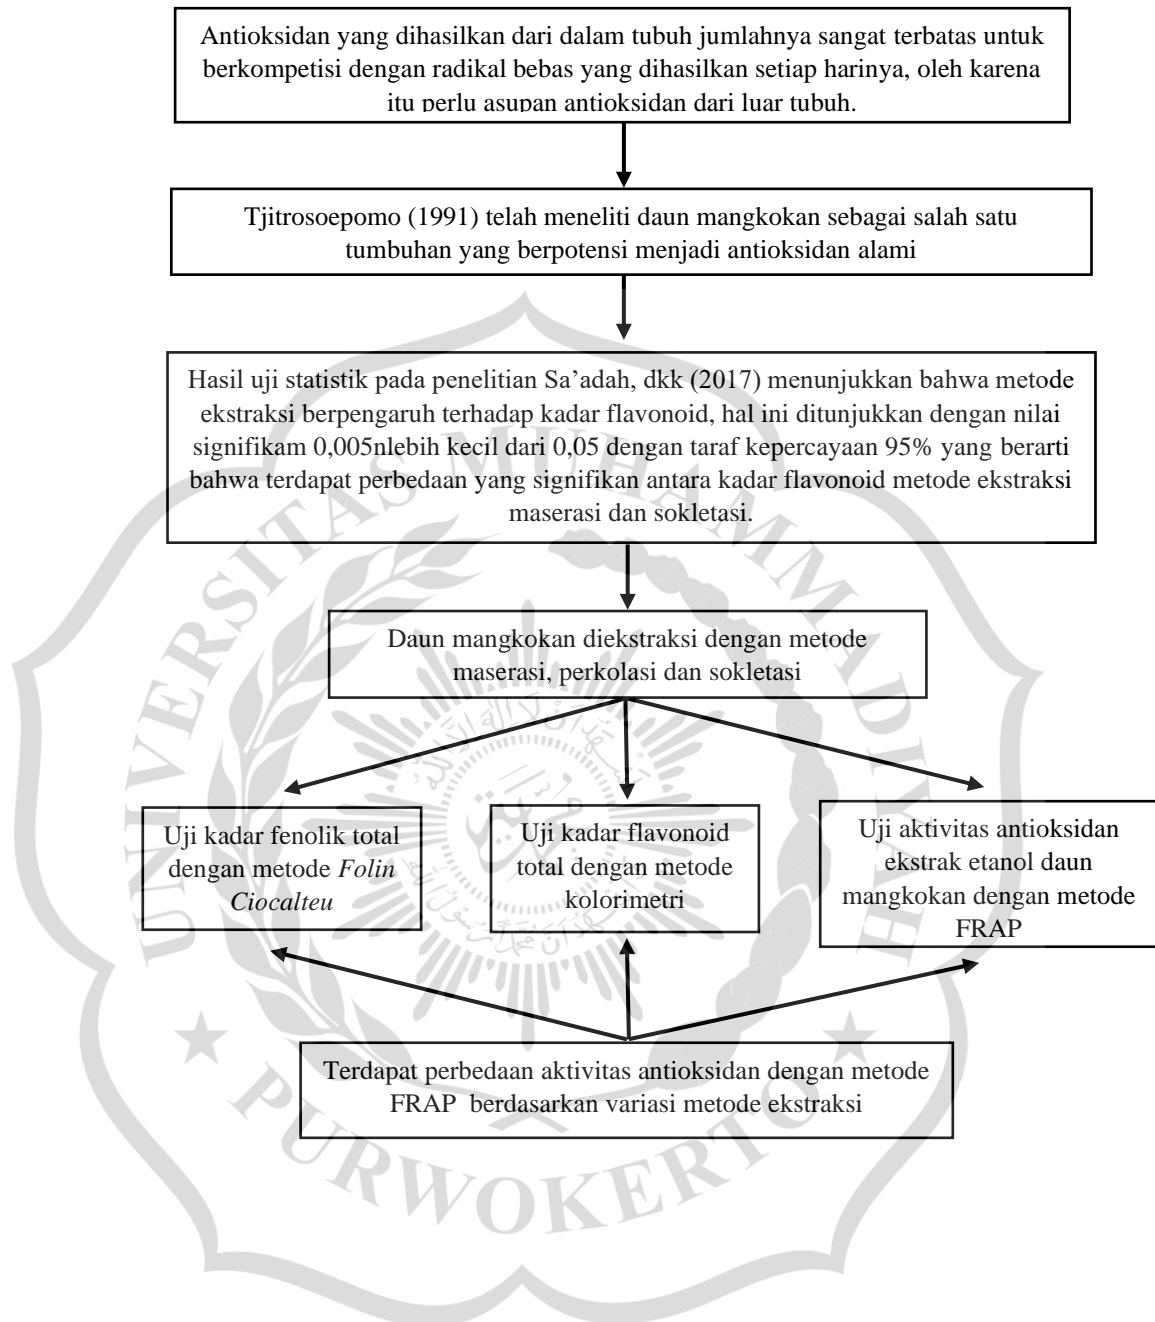 Antioksidan yang dihasilkan dari dalam tubuh jumlahnya sangat terbatas untuk
berkompetisi dengan radikal bebas yang dihasilkan setiap harinya, oleh karena
itu perlu asupan antioksidan dari luar tubuh.
Tjitrosoepomo (1991) telah meneliti daun mangkokan sebagai salah satu
tumbuhan yang berpotensi menjadi antioksidan alami
Hasil uji statistik pada penelitian Sa’adah, dkk (2017) menunjukkan bahwa metode
ekstraksi berpengaruh terhadap kadar flavonoid, hal ini ditunjukkan dengan nilai
signifikam 0,005nlebih kecil dari 0,05 dengan taraf kepercayaan 95% yang berarti
bahwa terdapat perbedaan yang signifikan antara kadar flavonoid metode ekstraksi
maserasi dan sokletasi.
Daun mangkokan diekstraksi dengan metode
maserasi, perkolasi dan sokletasi
Uji kadar fenolik total
dengan metode Folin
Ciocalteu
Uji kadar flavonoid
total dengan metode
kolorimetri
Uji aktivitas antioksidan
ekstrak etanol daun
mangkokan dengan metode
FRAP
Terdapat perbedaan aktivitas antioksidan dengan metode
FRAP berdasarkan variasi metode ekstraksi
UNIVERSITAS MUHAMMADIYAH
PURWOKERTO